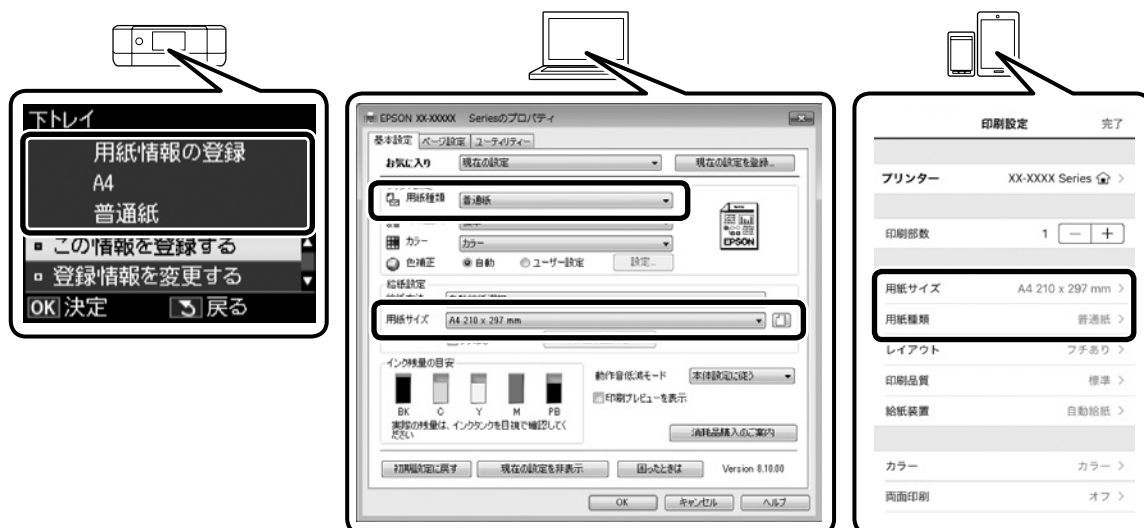 下トレイ
用紙情報の登録
A4
普通紙
この情報を登録する
登録情報を変更する
OK 決定 戻る
EPSON XX-XXXXX Seriesのプロパティ
基本設定 ページ設定 ユーティリティー
お気に入り 現在の設定 現在の設定を登録...
用紙種類 普通紙
カラー カラー
EPSON
色補正 自動 ユーザー設定 設定...
給紙設定
用紙サイズ A4 210 x 297 mm
インク残量の目安
動作音低減モード 本体設定に従う
印刷プレビューを表示
BK C Y M PB
実際の残量は、インクタンクを目視で確認してく
ださい
消耗品購入のご案内
初期設定に戻す 現在の設定を非表示 困ったときは Version 8.10.00
OK キャンセル ヘルプ
印刷設定 完了
プリンター XX-XXXX Series
印刷部数 1 − +
用紙サイズ A4 210 x 297 mm
用紙種類 普通紙
レイアウト フチあり
印刷品質 標準
給紙装置 自動給紙
カラー カラー
両面印刷 オフ